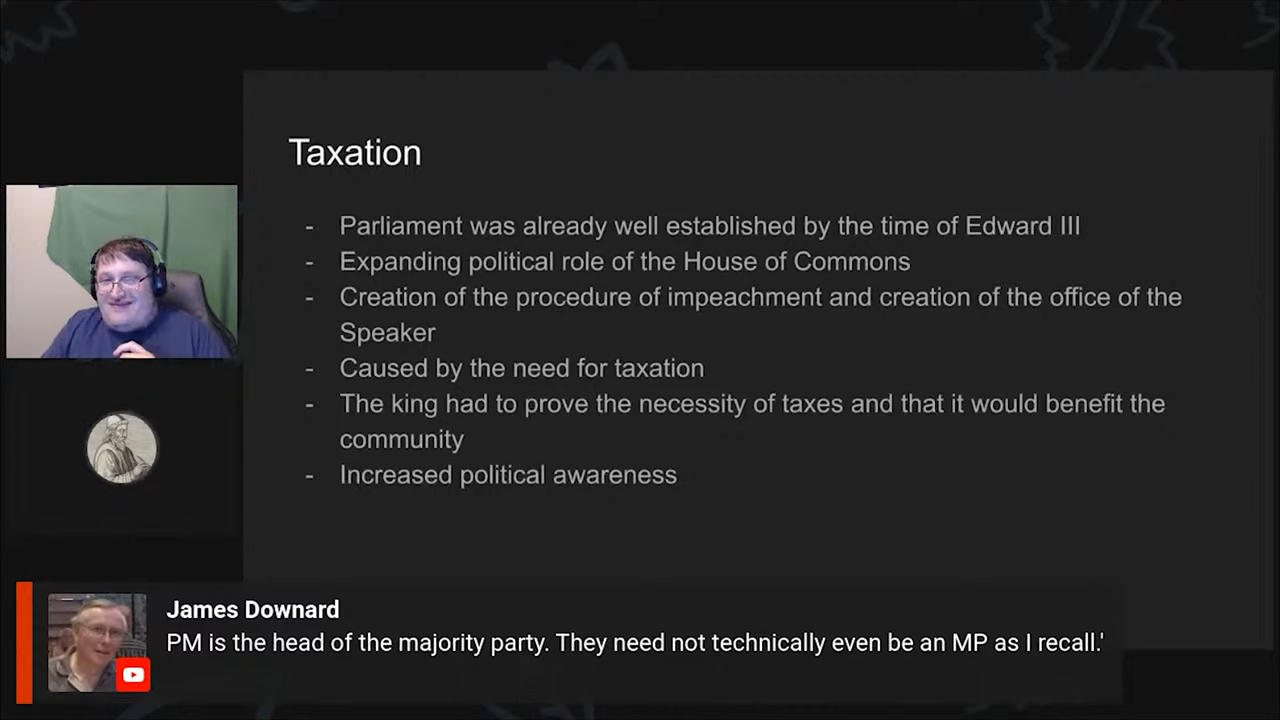 Taxation
- Parliament was already well established by the time of Edward III
- Expanding political role of the House of Commons
- Creation of the procedure of impeachment and creation of the office of the
Speaker
- Caused by the need for taxation
- The king had to prove the necessity of taxes and that it would benefit the
community
- Increased political awareness
James Downard
PM is the head of the majority party. They need not technically even be an MP as I recall.'